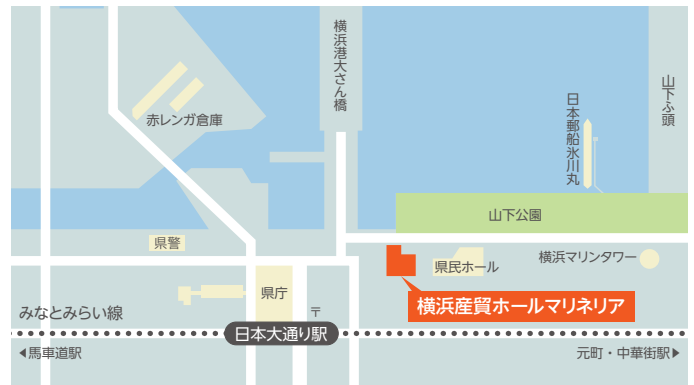 横浜港大さん橋
山下ふ頭
日本郵船氷川丸
赤レンガ倉庫
山下公園
県警
県民ホール
横浜マリンタワー
県庁
〒
横浜産貿ホールマリネリア
みなとみらい線
日本大通り駅
◀馬車道駅
元町・中華街駅▶